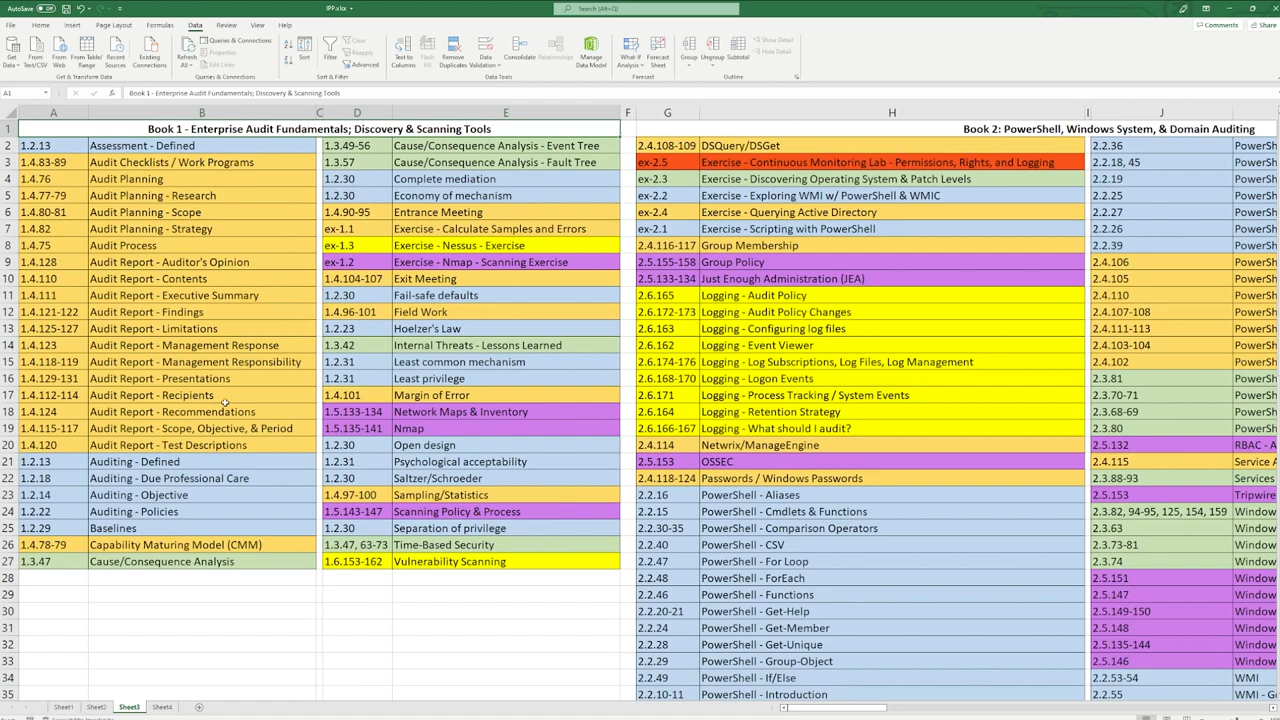 AutoSave Off IPP.xlsx Search (Alt+Q)
File Home Insert Page Layout Formulas Data Review View Help Comments Share
Get Data From Text/CSV From Web From Table/Range Recent Sources Existing Connections Refresh All Queries & Connections Properties Edit Links Sort Filter Clear Reapply Advanced Text to Columns Flash Fill Remove Duplicates Data Validation Consolidate Relationships Manage Data Model What-If Analysis Forecast Sheet Group Ungroup Subtotal Show Detail Hide Detail
Get & Transform Data Queries & Connections Sort & Filter Data Tools Forecast Outline
A1 Book 1 - Enterprise Audit Fundamentals; Discovery & Scanning Tools
A B C D E F G H I J
1 Book 1 - Enterprise Audit Fundamentals; Discovery & Scanning Tools Book 2: PowerShell, Windows System, & Domain Auditing
2 1.2.13 Assessment - Defined 1.3.49-56 Cause/Consequence Analysis - Event Tree 2.4.108-109 DSQuery/DSGet 2.2.36 PowerSh
3 1.4.83-89 Audit Checklists / Work Programs 1.3.57 Cause/Consequence Analysis - Fault Tree ex-2.5 Exercise - Continuous Monitoring Lab - Permissions, Rights, and Logging 2.2.18, 45 PowerSh
4 1.4.76 Audit Planning 1.2.30 Complete mediation ex-2.3 Exercise - Discovering Operating System & Patch Levels 2.2.19 PowerSh
5 1.4.77-79 Audit Planning - Research 1.2.30 Economy of mechanism ex-2.2 Exercise - Exploring WMI w/ PowerShell & WMIC 2.2.25 PowerSh
6 1.4.80-81 Audit Planning - Scope 1.4.90-95 Entrance Meeting ex-2.4 Exercise - Querying Active Directory 2.2.27 PowerSh
7 1.4.82 Audit Planning - Strategy ex-1.1 Exercise - Calculate Samples and Errors ex-2.1 Exercise - Scripting with PowerShell 2.2.26 PowerSh
8 1.4.75 Audit Process ex-1.3 Exercise - Nessus - Exercise 2.4.116-117 Group Membership 2.2.39 PowerSh
9 1.4.128 Audit Report - Auditor's Opinion ex-1.2 Exercise - Nmap - Scanning Exercise 2.5.155-158 Group Policy 2.4.106 PowerSh
10 1.4.110 Audit Report - Contents 1.4.104-107 Exit Meeting 2.5.133-134 Just Enough Administration (JEA) 2.4.105 PowerSh
11 1.4.111 Audit Report - Executive Summary 1.2.30 Fail-safe defaults 2.6.165 Logging - Audit Policy 2.4.110 PowerSh
12 1.4.121-122 Audit Report - Findings 1.4.96-101 Field Work 2.6.172-173 Logging - Audit Policy Changes 2.4.107-108 PowerSh
13 1.4.125-127 Audit Report - Limitations 1.2.23 Hoelzer's Law 2.6.163 Logging - Configuring log files 2.4.111-113 PowerSh
14 1.4.123 Audit Report - Management Response 1.3.42 Internal Threats - Lessons Learned 2.6.162 Logging - Event Viewer 2.4.103-104 PowerSh
15 1.4.118-119 Audit Report - Management Responsibility 1.2.31 Least common mechanism 2.6.174-176 Logging - Log Subscriptions, Log Files, Log Management 2.4.102 PowerSh
16 1.4.129-131 Audit Report - Presentations 1.2.31 Least privilege 2.6.168-170 Logging - Logon Events 2.3.81 PowerSh
17 1.4.112-114 Audit Report - Recipients 1.4.101 Margin of Error 2.6.171 Logging - Process Tracking / System Events 2.3.70-71 PowerSh
18 1.4.124 Audit Report - Recommendations 1.5.133-134 Network Maps & Inventory 2.6.164 Logging - Retention Strategy 2.3.68-69 PowerSh
19 1.4.115-117 Audit Report - Scope, Objective, & Period 1.5.135-141 Nmap 2.6.166-167 Logging - What should I audit? 2.3.80 PowerSh
20 1.4.120 Audit Report - Test Descriptions 1.2.30 Open design 2.4.114 Netwrix/ManageEngine 2.5.132 RBAC - A
21 1.2.13 Auditing - Defined 1.2.31 Psychological acceptability 2.5.153 OSSEC 2.4.115 Service A
22 1.2.18 Auditing - Due Professional Care 1.2.30 Saltzer/Schroeder 2.4.118-124 Passwords / Windows Passwords 2.3.88-93 Services
23 1.2.14 Auditing - Objective 1.4.97-100 Sampling/Statistics 2.2.16 PowerShell - Aliases 2.5.153 Tripwire
24 1.2.22 Auditing - Policies 1.5.143-147 Scanning Policy & Process 2.2.15 PowerShell - Cmdlets & Functions 2.3.82, 94-95, 125, 154, 159 Window
25 1.2.29 Baselines 1.2.30 Separation of privilege 2.2.30-35 PowerShell - Comparison Operators 2.3.63 Window
26 1.4.78-79 Capability Maturing Model (CMM) 1.3.47, 63-73 Time-Based Security 2.2.40 PowerShell - CSV 2.3.73-81 Window
27 1.3.47 Cause/Consequence Analysis 1.6.153-162 Vulnerability Scanning 2.2.47 PowerShell - For Loop 2.3.74 Window
28 2.2.48 PowerShell - ForEach 2.5.151 Window
29 2.2.46 PowerShell - Functions 2.5.147 Window
30 2.2.20-21 PowerShell - Get-Help 2.5.149-150 Window
31 2.2.24 PowerShell - Get-Member 2.5.148 Window
32 2.2.28 PowerShell - Get-Unique 2.5.135-144 Window
33 2.2.29 PowerShell - Group-Object 2.5.146 Window
34 2.2.49 PowerShell - If/Else 2.2.53-54 WMI
35 2.2.10-11 PowerShell - Introduction 2.2.55 WMI - G
Sheet1 Sheet2 Sheet3 Sheet4